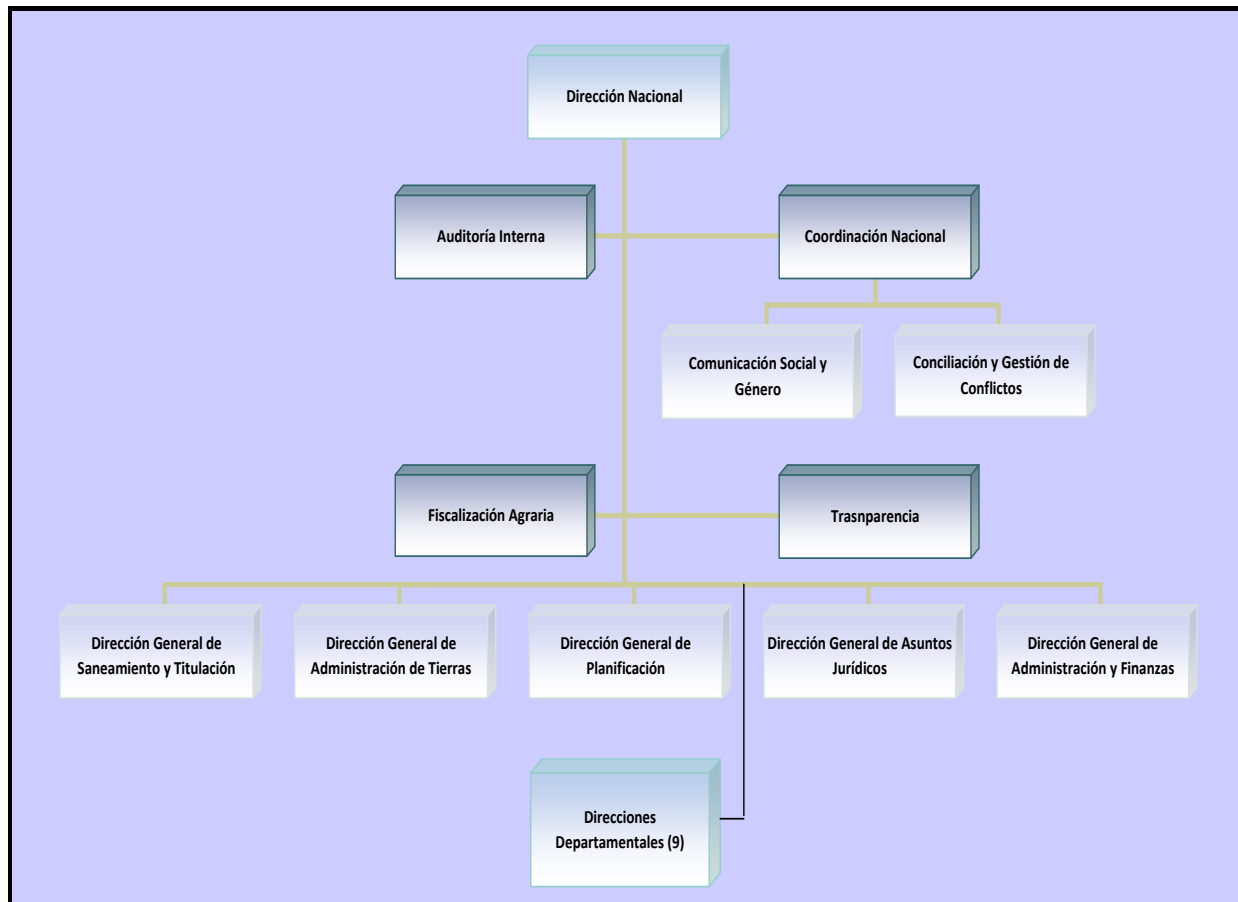 Dirección Nacional
Auditoría Interna
Coordinación Nacional
Comunicación Social y
Género
Conciliación y Gestión de
Conflictos
Fiscalización Agraria
Trasnparencia
Dirección General de
Saneamiento y Titulación
Dirección General de
Administración de Tierras
Dirección General de
Planificación
Dirección General de Asuntos
Jurídicos
Dirección General de
Administración y Finanzas
Direcciones
Departamentales (9)